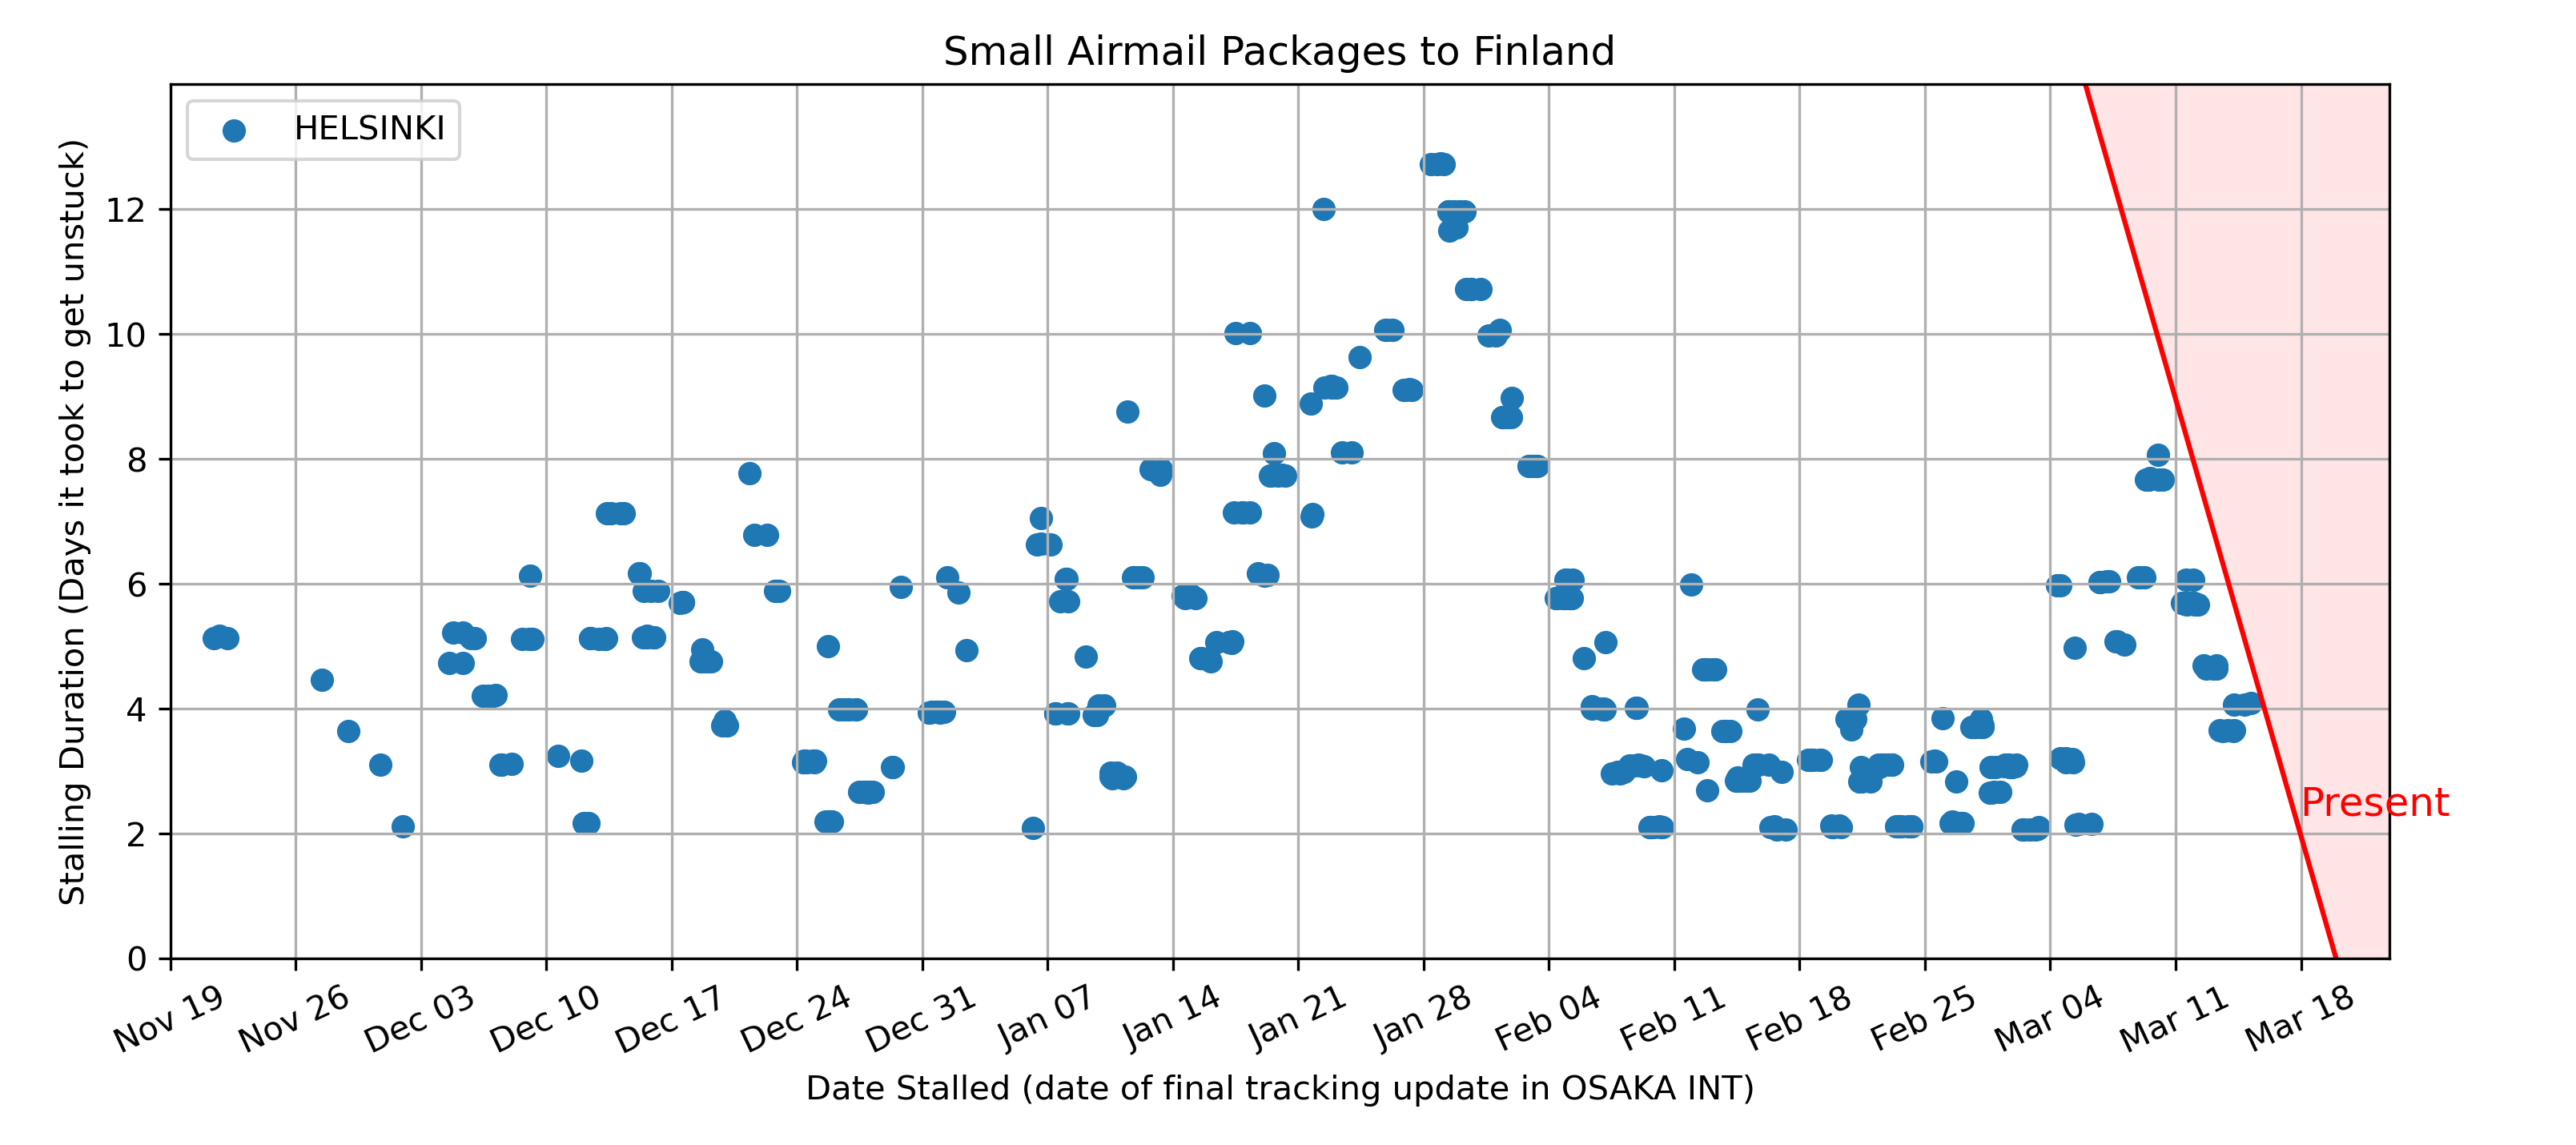 Small Airmail Packages to Finland
HELSINKI
Stalling Duration (Days it took to get unstuck)
12
10
8
6
4
2
0
Present
Nov 19 Nov 26 Dec 03 Dec 10 Dec 17 Dec 24 Dec 31 Jan 07 Jan 14 Jan 21 Jan 28 Feb 04 Feb 11 Feb 18 Feb 25 Mar 04 Mar 11 Mar 18
Date Stalled (date of final tracking update in OSAKA INT)